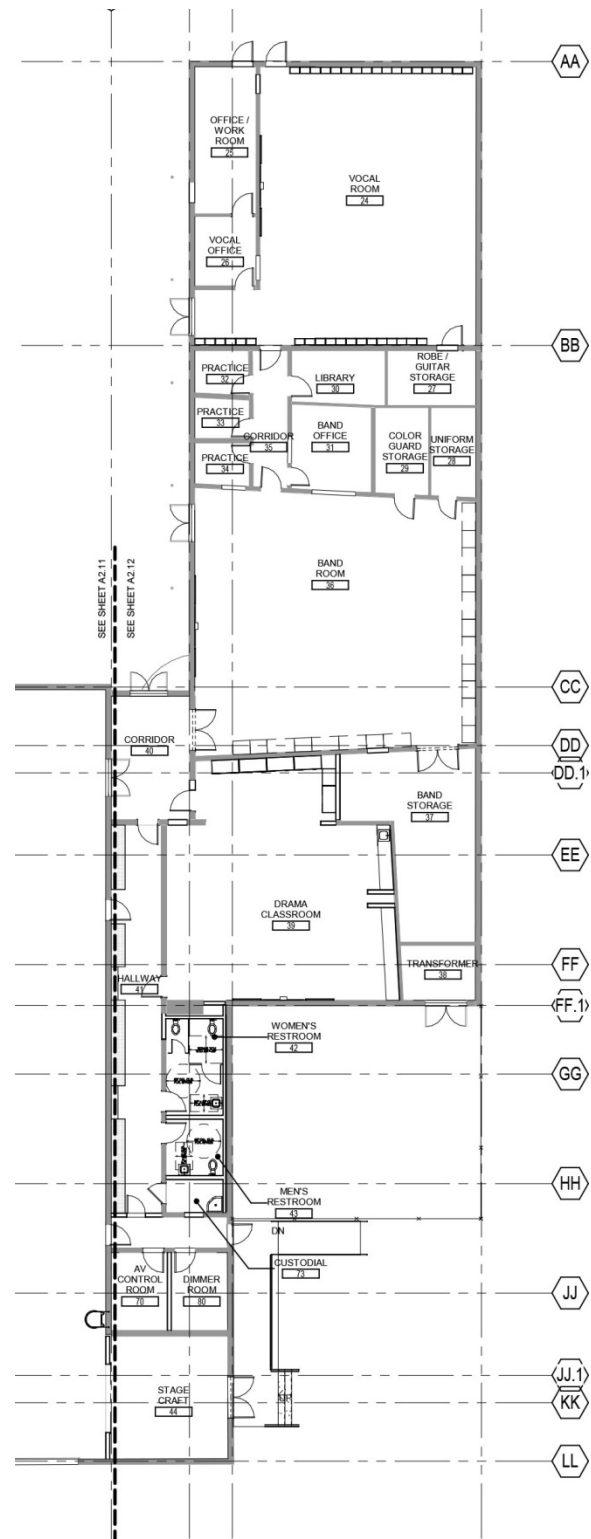 AA
OFFICE /
WORK
ROOM
25
VOCAL
ROOM
24
VOCAL
OFFICE
26
BB
PRACTICE
32
LIBRARY
30
ROBE /
GUITAR
STORAGE
27
PRACTICE
33
BAND
OFFICE
31
COLOR
GUARD
STORAGE
29
UNIFORM
STORAGE
28
CORRIDOR
35
PRACTICE
34
BAND
ROOM
36
SEE SHEET A2.11
SEE SHEET A2.12
CC
CORRIDOR
40
DD
DD.1
BAND
STORAGE
37
EE
DRAMA
CLASSROOM
39
TRANSFORMER
38
FF
HALLWAY
41
FF.1
WOMEN'S
RESTROOM
42
GG
MEN'S
RESTROOM
43
HH
DN
CUSTODIAL
73
AV
CONTROL
ROOM
70
DIMMER
ROOM
80
JJ
JJ.1
STAGE
CRAFT
44
KK
LL